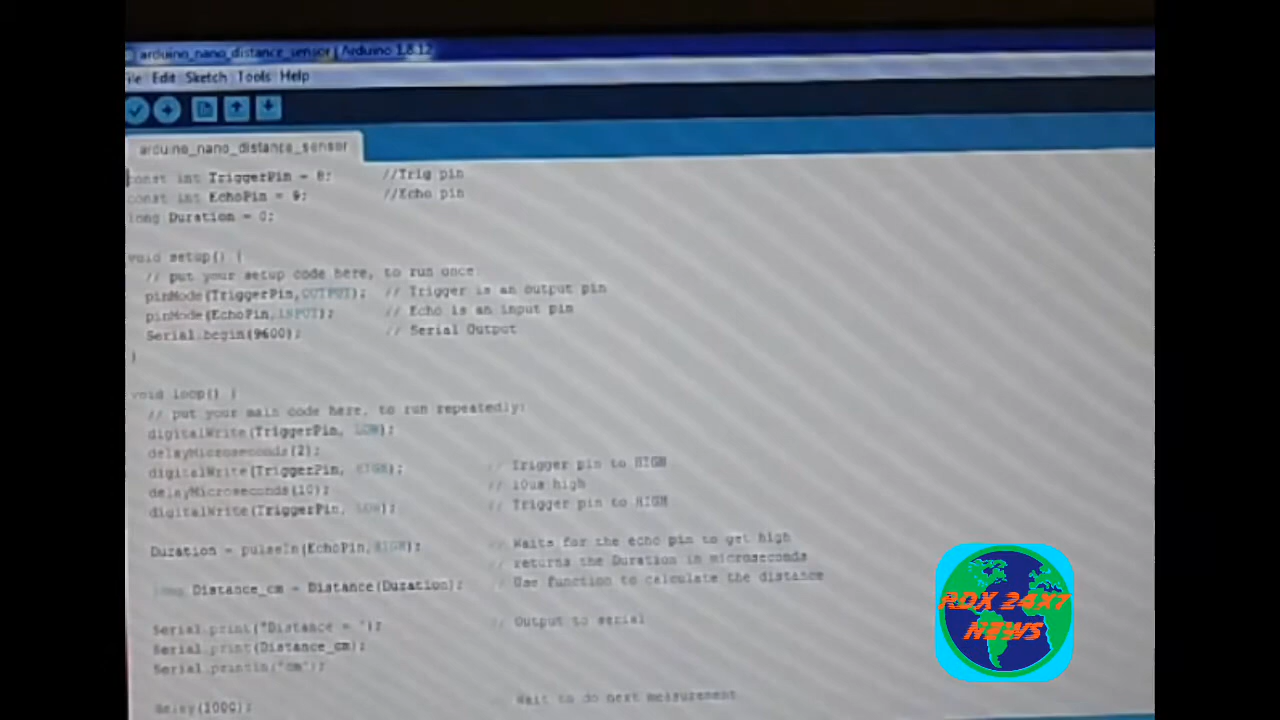 arduino_nano_distance_sensor | Arduino 1.8.12
ile Edit Sketch Tools Help
arduino_nano_distance_sensor
const int TriggerPin = 8; //Trig pin
const int EchoPin = 9; //Echo pin
long Duration = 0;
void setup() {
// put your setup code here, to run once
pinMode(TriggerPin,OUTPUT); // Trigger is an output pin
pinMode(EchoPin,INPUT); // Echo is an input pin
Serial.begin(9600); // Serial Output
}
void loop() {
// put your main code here, to run repeatedly:
digitalWrite(TriggerPin, LOW);
delayMicroseconds(2);
digitalWrite(TriggerPin, HIGH); // Trigger pin to HIGH
delayMicroseconds(10); // 10us high
digitalWrite(TriggerPin, LOW); // Trigger pin to HIGH
Duration = pulseIn(EchoPin,HIGH); // Waits for the echo pin to get high
// returns the Duration in microseconds
long Distance_cm = Distance(Duration); // Use function to calculate the distance
Serial.print("Distance = "); // Output to serial
Serial.print(Distance_cm);
Serial.println("cm");
delay(1000); // Wait to do next measurement
RDX 24X7
NEWS